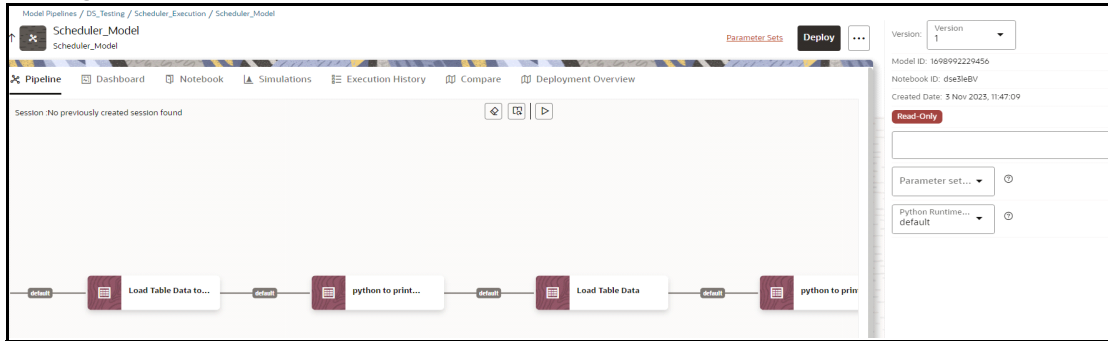 Model Pipelines / DS_Testing / Scheduler_Execution / Scheduler_Model
Scheduler_Model
Scheduler_Model
Parameter Sets
Deploy
...
Pipeline
Dashboard
Notebook
Simulations
Execution History
Compare
Deployment Overview
Session :No previously created session found
default
Load Table Data to...
default
python to print...
default
Load Table Data
default
python to prin
Version:
Version
1
Model ID: 1698992229456
Notebook ID: dse3leBV
Created Date: 3 Nov 2023, 11:47:09
Read-Only
Parameter set...
Python Runtime...
default